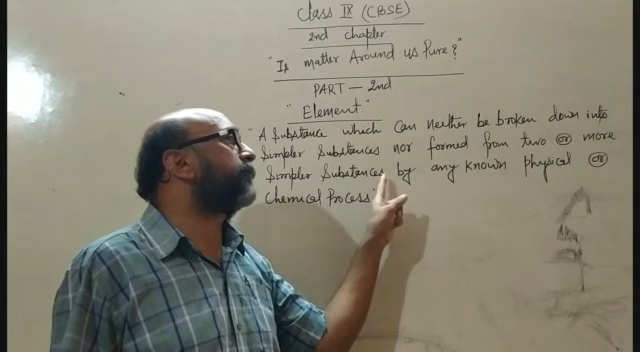 Class IX (CBSE)
2nd chapter
"Is matter Around us Pure?"
PART - 2nd
"Element"
"A Substance which can neither be broken down into
Simpler Substances nor formed from two or more
Simpler Substances by any known physical or
chemical Process"